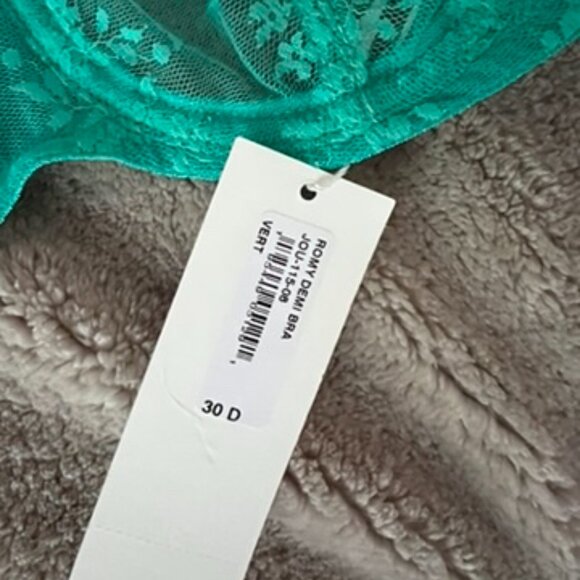 ROMY DEMI BRA
JOU-115-06
VERT
30 D